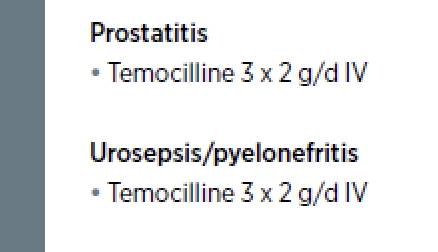 Prostatitis
• Temocilline 3 x 2 g/d IV
Urosepsis/pyelonefritis
• Temocilline 3 x 2 g/d IV